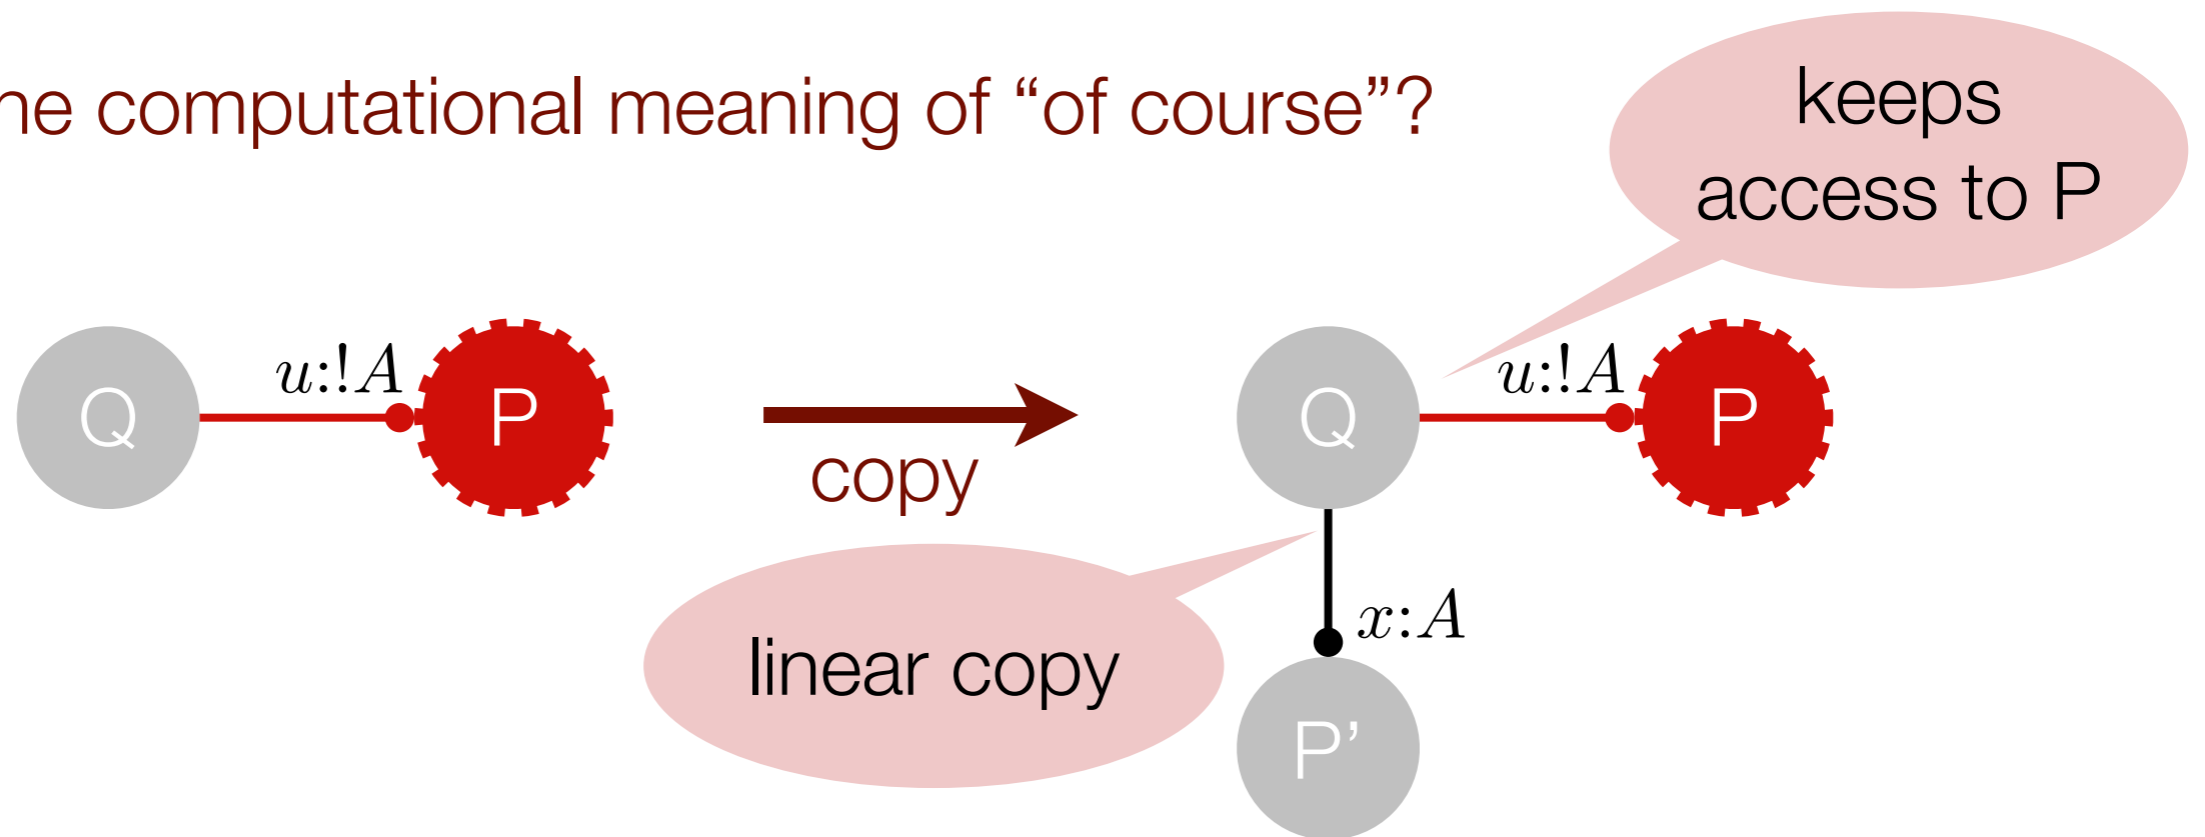 he computational meaning of “of course”?
keeps
access to P
Q
u:!A
P
copy
Q
u:!A
P
linear copy
x:A
P’